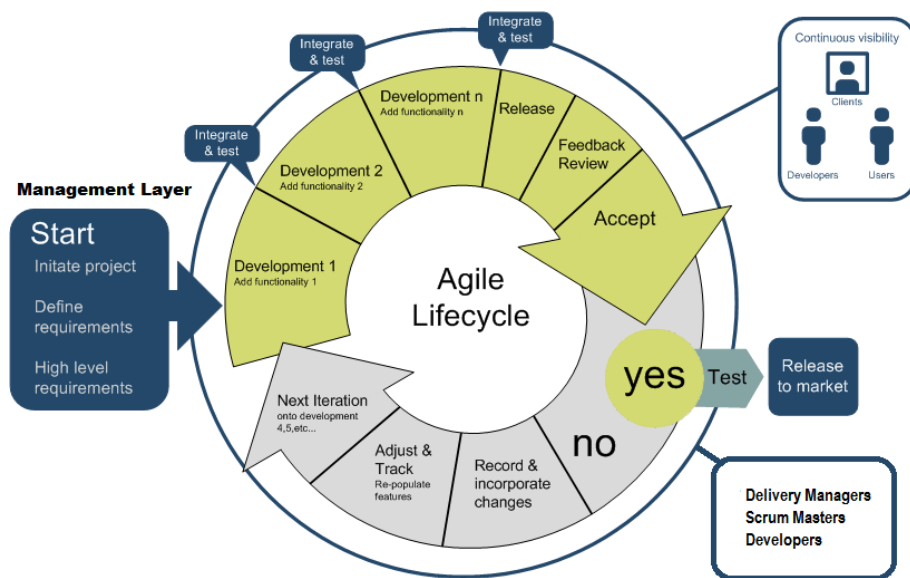 Management Layer
Start
Initate project
Define
requirements
High level
requirements
Integrate
& test
Integrate
& test
Integrate
& test
Development 1
Add functionality 1
Development 2
Add functionality 2
Development n
Add functionality n
Release
Feedback
Review
Accept
Agile
Lifecycle
yes
no
Test
Release
to market
Record &
incorporate
changes
Adjust &
Track
Re-populate
features
Next Iteration
onto development
4,5,etc...
Continuous visibility
Clients
Developers
Users
Delivery Managers
Scrum Masters
Developers